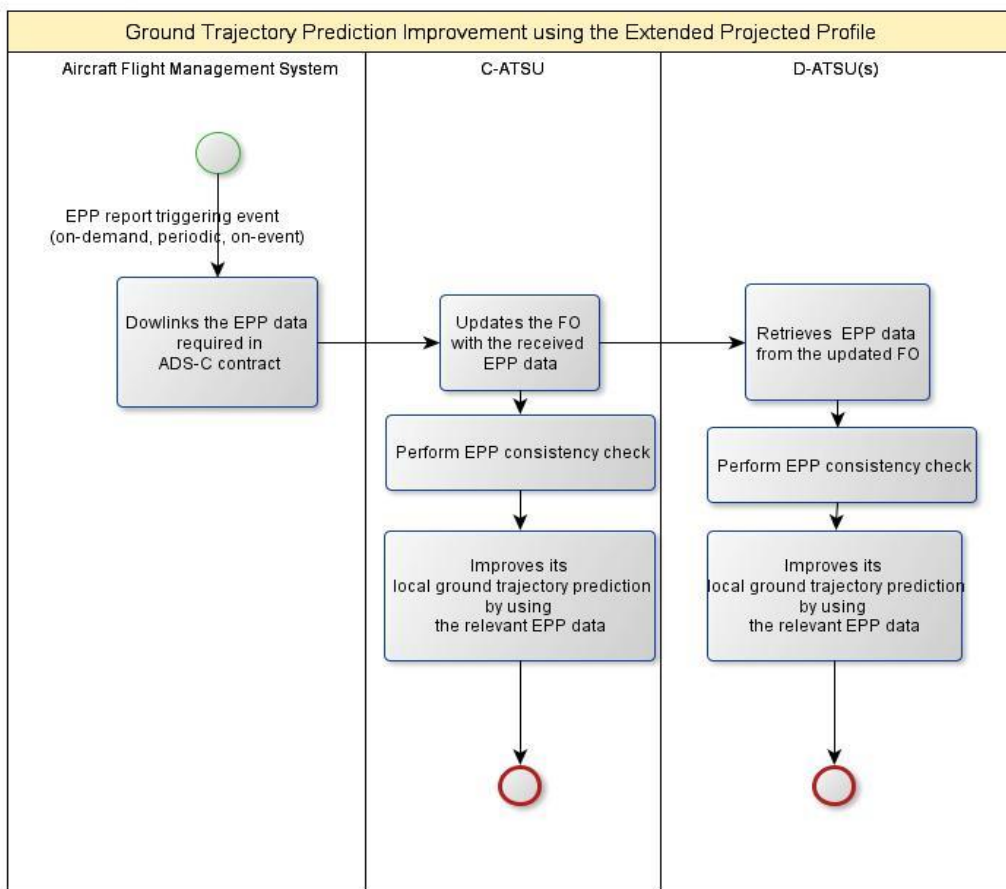 Ground Trajectory Prediction Improvement using the Extended Projected Profile
Aircraft Flight Management System
C-ATSU
D-ATSU(s)
EPP report triggering event
(on-demand, periodic, on-event)
Dowlinks the EPP data
required in
ADS-C contract
Updates the FO
with the received
EPP data
Retrieves EPP data
from the updated FO
Perform EPP consistency check
Perform EPP consistency check
Improves its
local ground trajectory prediction
by using
the relevant EPP data
Improves its
local ground trajectory prediction
by using
the relevant EPP data